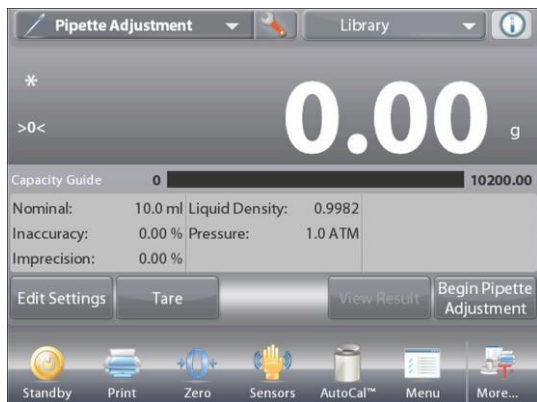 Pipette Adjustment Library
*
0.00 g
>0<
Capacity Guide 0 10200.00
Nominal: 10.0 ml Liquid Density: 0.9982
Inaccuracy: 0.00 % Pressure: 1.0 ATM
Imprecision: 0.00 %
Edit Settings Tare View Result Begin Pipette
Adjustment
Standby Print Zero Sensors AutoCal™ Menu More...